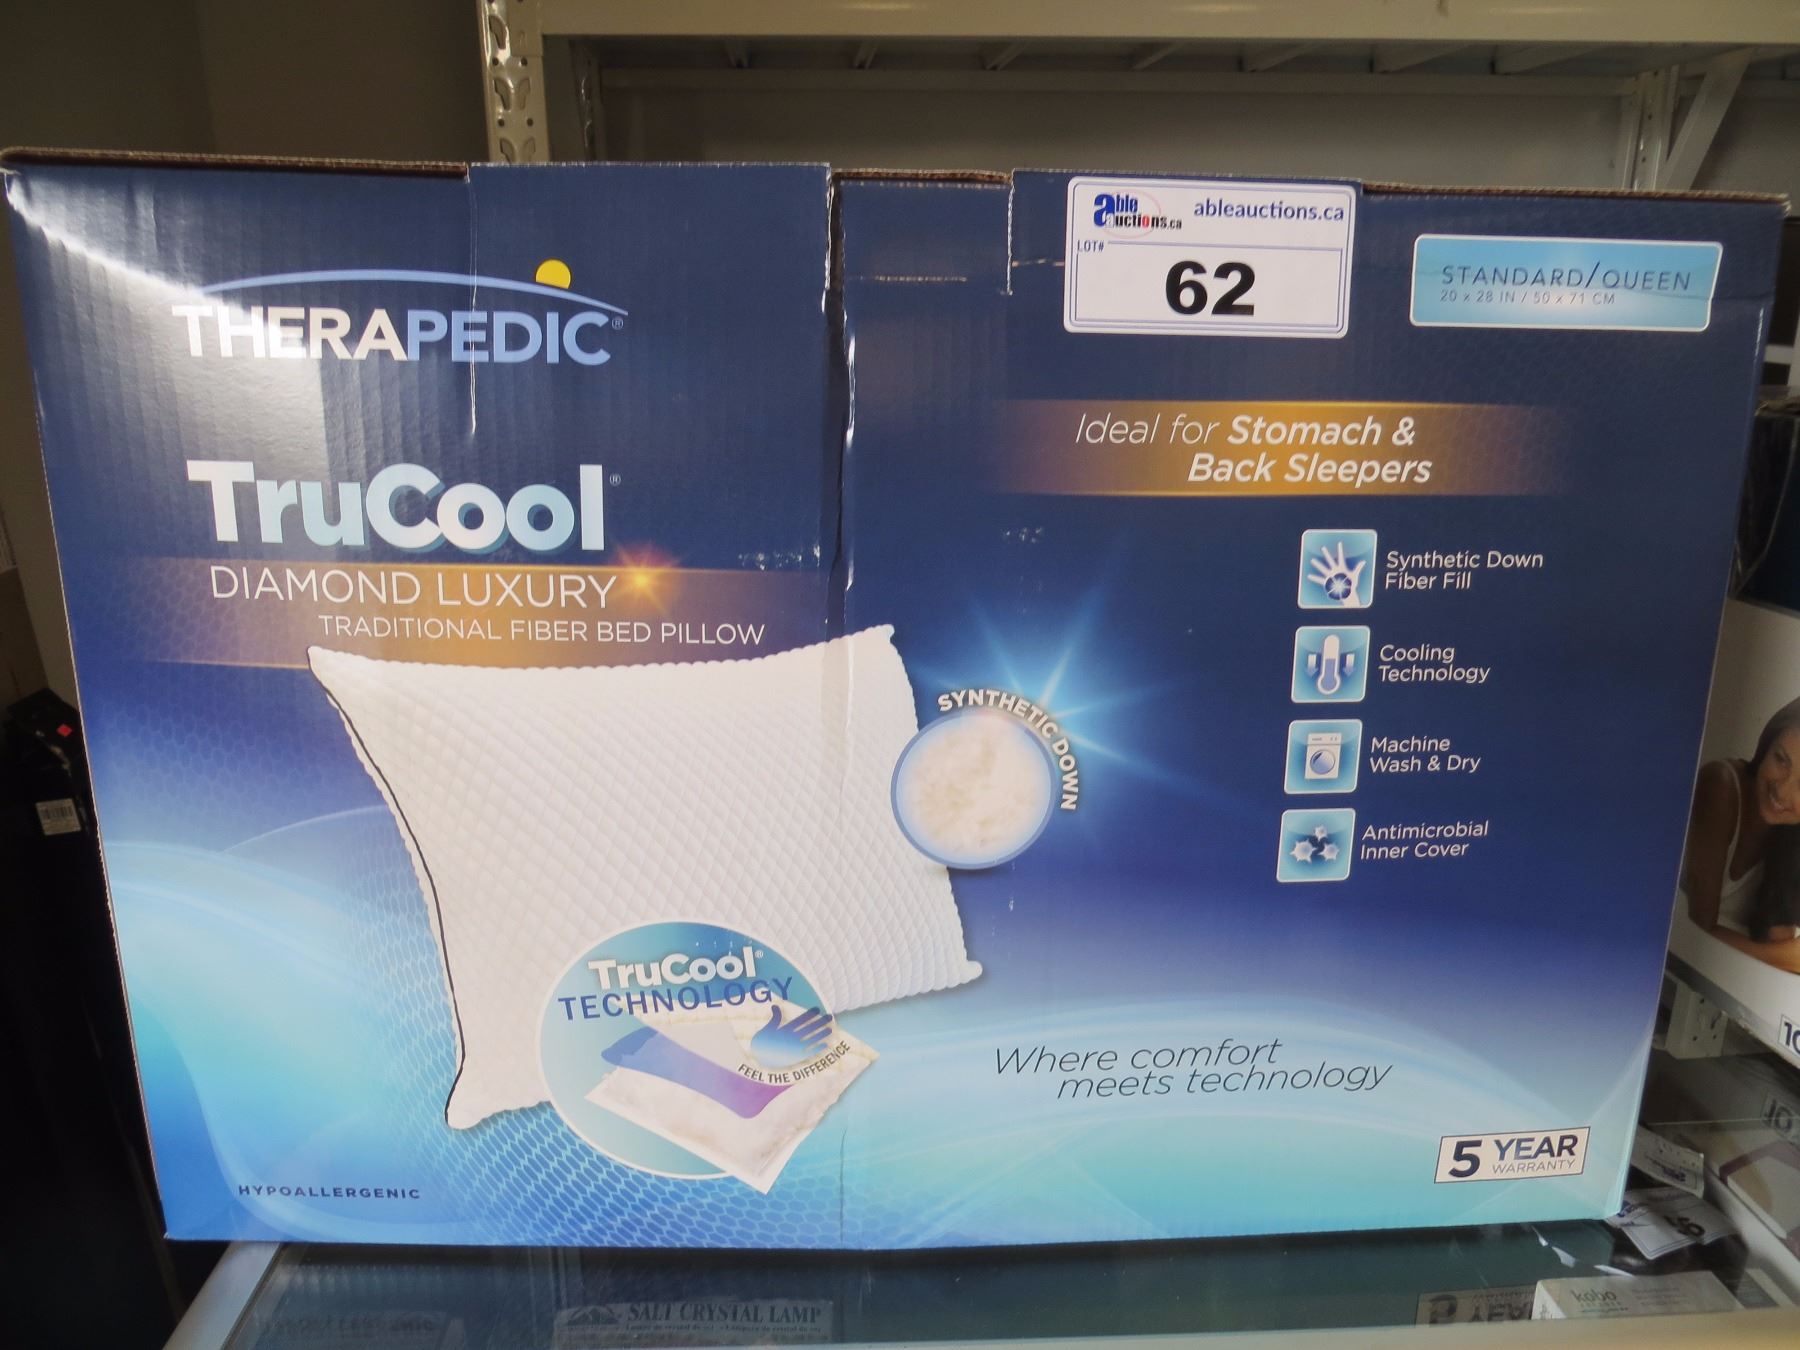 able auctions.ca
ableauctions.ca
LOT#
62
STANDARD/QUEEN
20 x 28 IN / 50 x 71 CM
THERAPEDIC®
TruCool®
DIAMOND LUXURY
TRADITIONAL FIBER BED PILLOW
Ideal for Stomach &
Back Sleepers
Synthetic Down
Fiber Fill
Cooling
Technology
Machine
Wash & Dry
Antimicrobial
Inner Cover
SYNTHETIC DOWN
TruCool®
TECHNOLOGY
FEEL THE DIFFERENCE
Where comfort
meets technology
5 YEAR
WARRANTY
HYPOALLERGENIC
SALT CRYSTAL LAMP
kobo
10